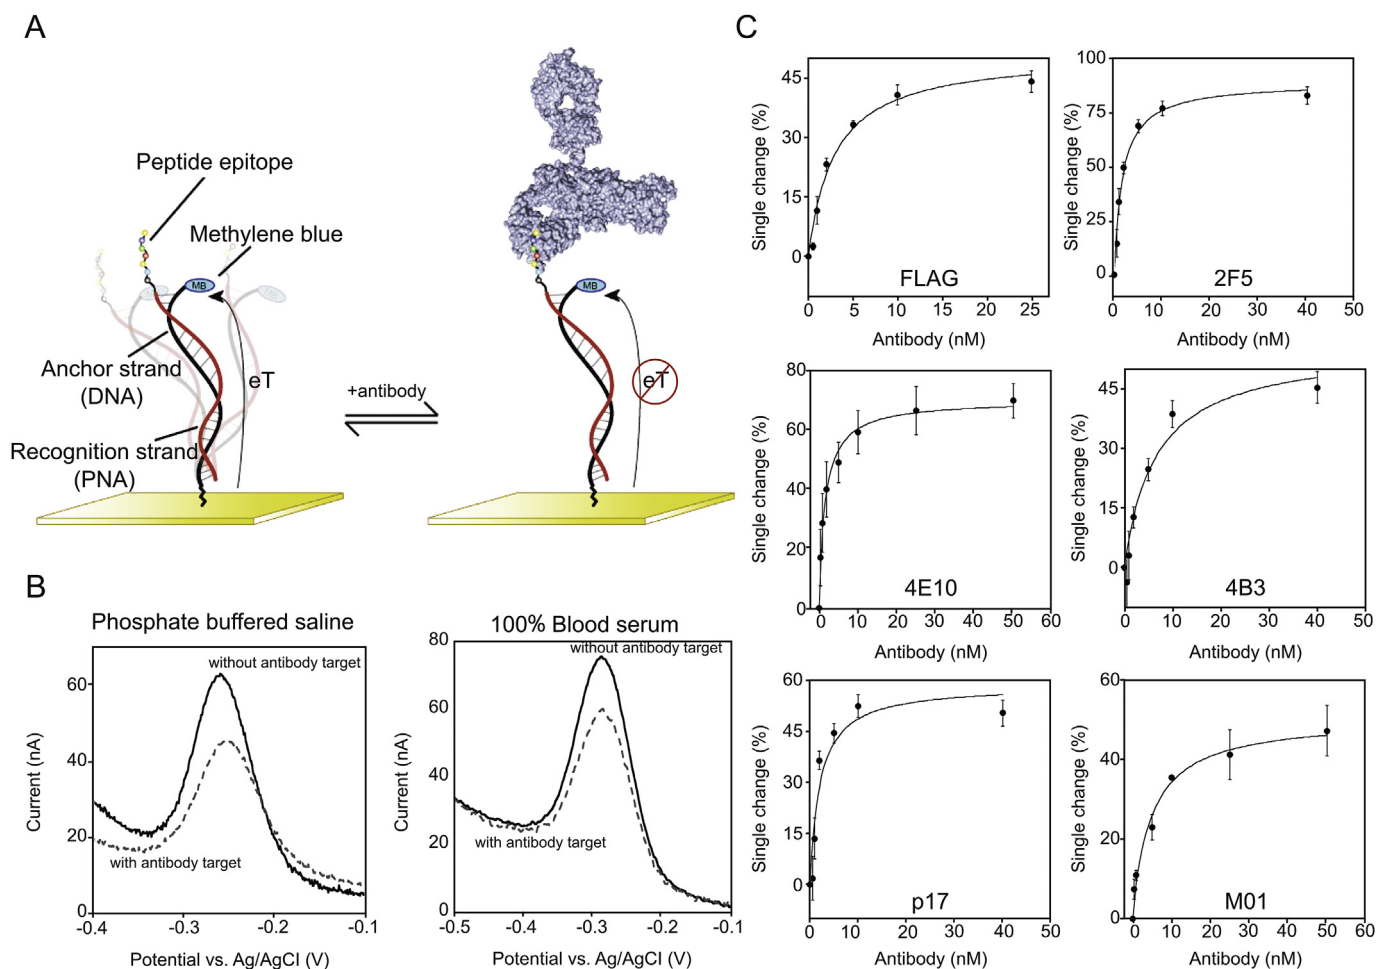 A
Peptide epitope
Methylene blue
MB
MB
Anchor strand
(DNA)
eT
Recognition strand
(PNA)
+antibody
MB
eT
B
Phosphate buffered saline
without antibody target
with antibody target
60
40
20
0
-0.4
-0.3
-0.2
-0.1
Current (nA)
Potential vs. Ag/AgCl (V)
100% Blood serum
without antibody target
with antibody target
80
60
40
20
0
-0.5
-0.4
-0.3
-0.2
-0.1
Current (nA)
Potential vs. Ag/AgCl (V)
C
45
30
15
0
Single change (%)
FLAG
0
5
10
15
20
25
Antibody (nM)
100
75
50
25
0
Single change (%)
2F5
0
10
20
30
40
50
Antibody (nM)
80
60
40
20
0
Single change (%)
4E10
0
10
20
30
40
50
60
Antibody (nM)
45
30
15
0
Single change (%)
4B3
0
10
20
30
40
50
Antibody (nM)
60
45
30
15
0
Single change (%)
p17
0
10
20
30
40
50
Antibody (nM)
60
40
20
0
Single change (%)
M01
0
10
20
30
40
50
60
Antibody (nM)